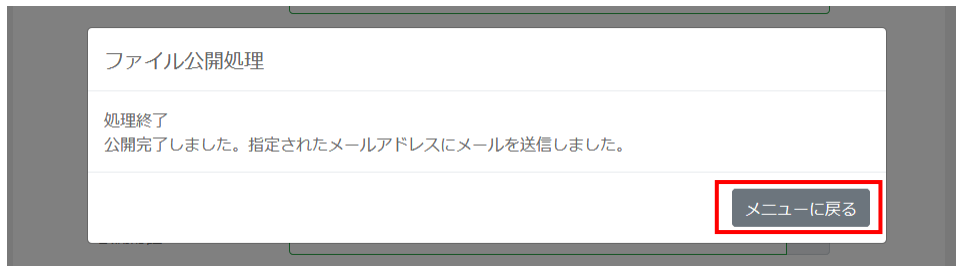 ファイル公開処理
処理終了
公開完了しました。指定されたメールアドレスにメールを送信しました。
メニューに戻る